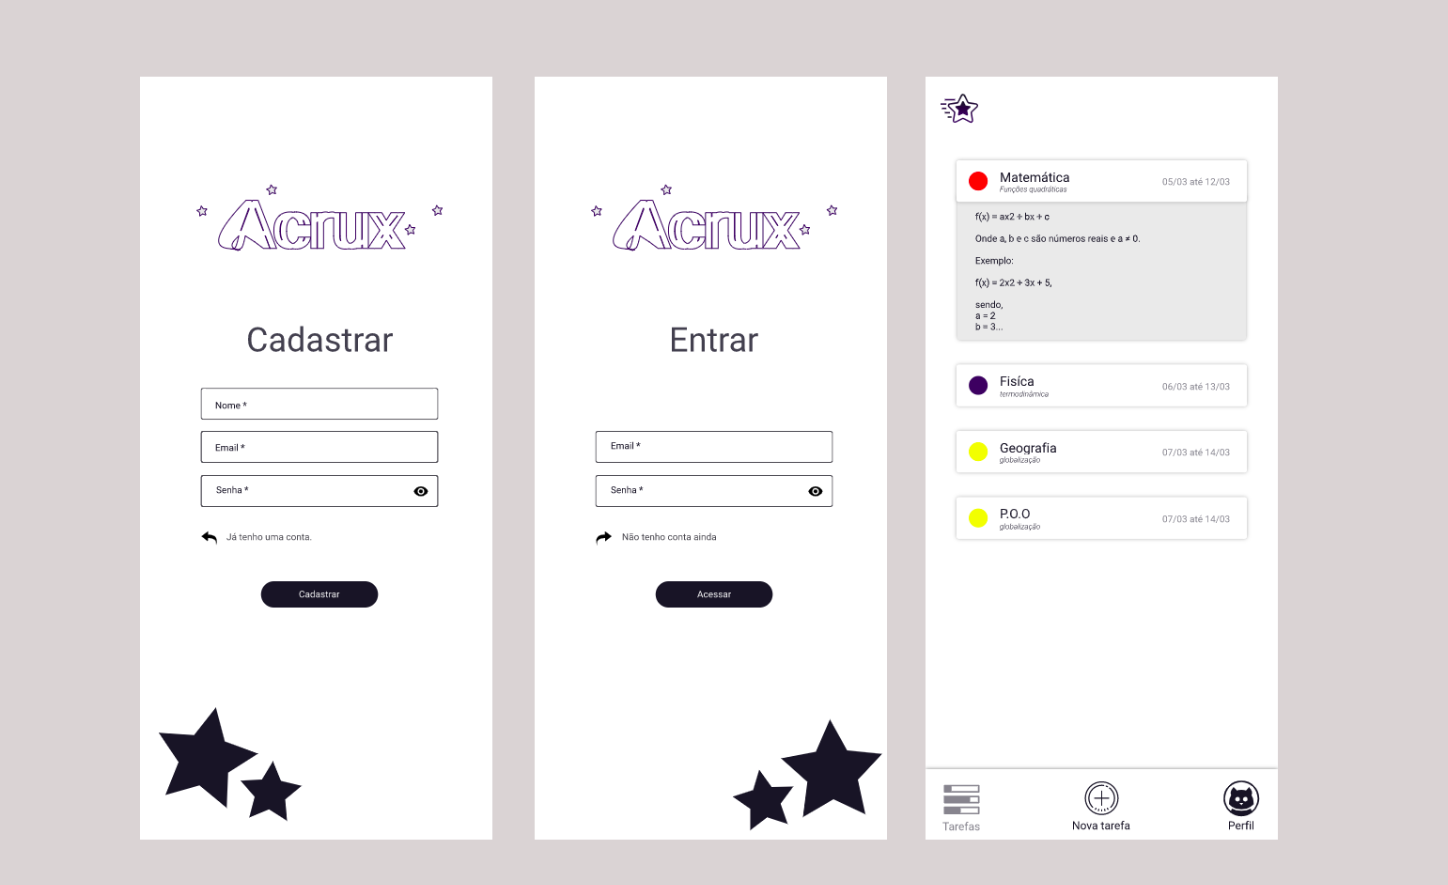 Acrux
Cadastrar
Nome *
Email *
Senha *
Já tenho uma conta.
Cadastrar
Acrux
Entrar
Email *
Senha *
Não tenho conta ainda
Acessar
Matemática
Funções quadráticas
05/03 até 12/03
f(x) = ax2 + bx + c
Onde a, b e c são números reais e a ≠ 0.
Exemplo:
f(x) = 2x2 + 3x + 5,
sendo,
a = 2
b = 3...
Fisíca
termodinâmica
06/03 até 13/03
Geografia
globalização
07/03 até 14/03
P.O.O
globalização
07/03 até 14/03
Tarefas
Nova tarefa
Perfil